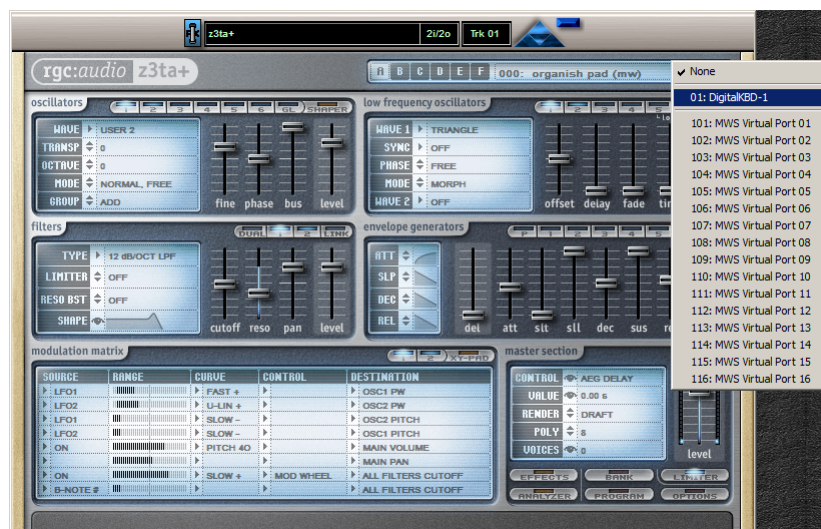 z3ta+ 2i/2o Trk 01
rgc:audio z3ta+
A B C D E F 000: organish pad (mw)
None
01: DigitalKBD-1
101: MWS Virtual Port 01
102: MWS Virtual Port 02
103: MWS Virtual Port 03
104: MWS Virtual Port 04
105: MWS Virtual Port 05
106: MWS Virtual Port 06
107: MWS Virtual Port 07
108: MWS Virtual Port 08
109: MWS Virtual Port 09
110: MWS Virtual Port 10
111: MWS Virtual Port 11
112: MWS Virtual Port 12
113: MWS Virtual Port 13
114: MWS Virtual Port 14
115: MWS Virtual Port 15
116: MWS Virtual Port 16
oscillators 1 2 3 4 5 6 GL SHAPER
WAVE USER 2
TRANSP 0
OCTAVE 0
MODE NORMAL, FREE
GROUP ADD
fine phase bus level
low frequency oscillators 1 2 3 4 5
WAVE 1 TRIANGLE
SYNC OFF
PHASE FREE
MODE MORPH
WAVE 2 OFF
offset delay fade
filters DUAL 1 2 LINK
TYPE 12 dB/OCT LPF
LIMITER OFF
RESO BST OFF
SHAPE
cutoff reso pan level
envelope generators P 1 2 3 4 5
ATT
SLP
DEC
REL
del att slt sll dec sus
modulation matrix 1 2 XY-PAD
SOURCE RANGE CURVE CONTROL DESTINATION
LFO1 FAST + OSC1 PW
LFO2 U-LIN + OSC2 PW
LFO1 SLOW - OSC2 PITCH
LFO2 SLOW - OSC1 PITCH
ON PITCH 40 MAIN VOLUME
MAIN PAN
ON SLOW + MOD WHEEL ALL FILTERS CUTOFF
B-NOTE # ALL FILTERS CUTOFF
master section
CONTROL AEG DELAY
VALUE 0.00 s
RENDER DRAFT
POLY 8
VOICES 0
level
EFFECTS BANK LIMITER
ANALYZER PROGRAM OPTIONS